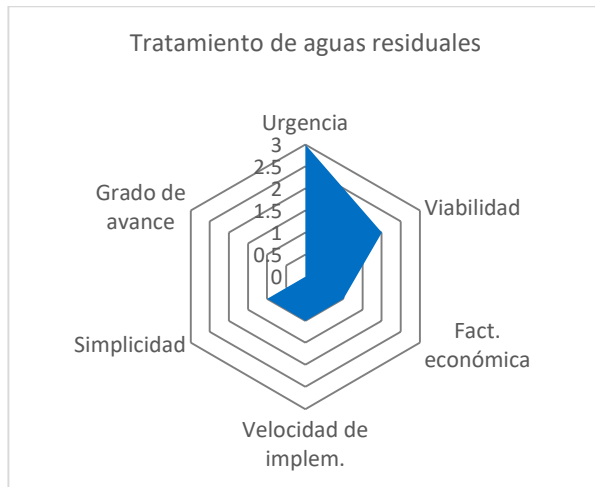 Tratamiento de aguas residuales
Urgencia
3
2.5
2
1.5
1
0.5
0
Grado de
avance
Viabilidad
Simplicidad
Fact.
económica
Velocidad de
implem.